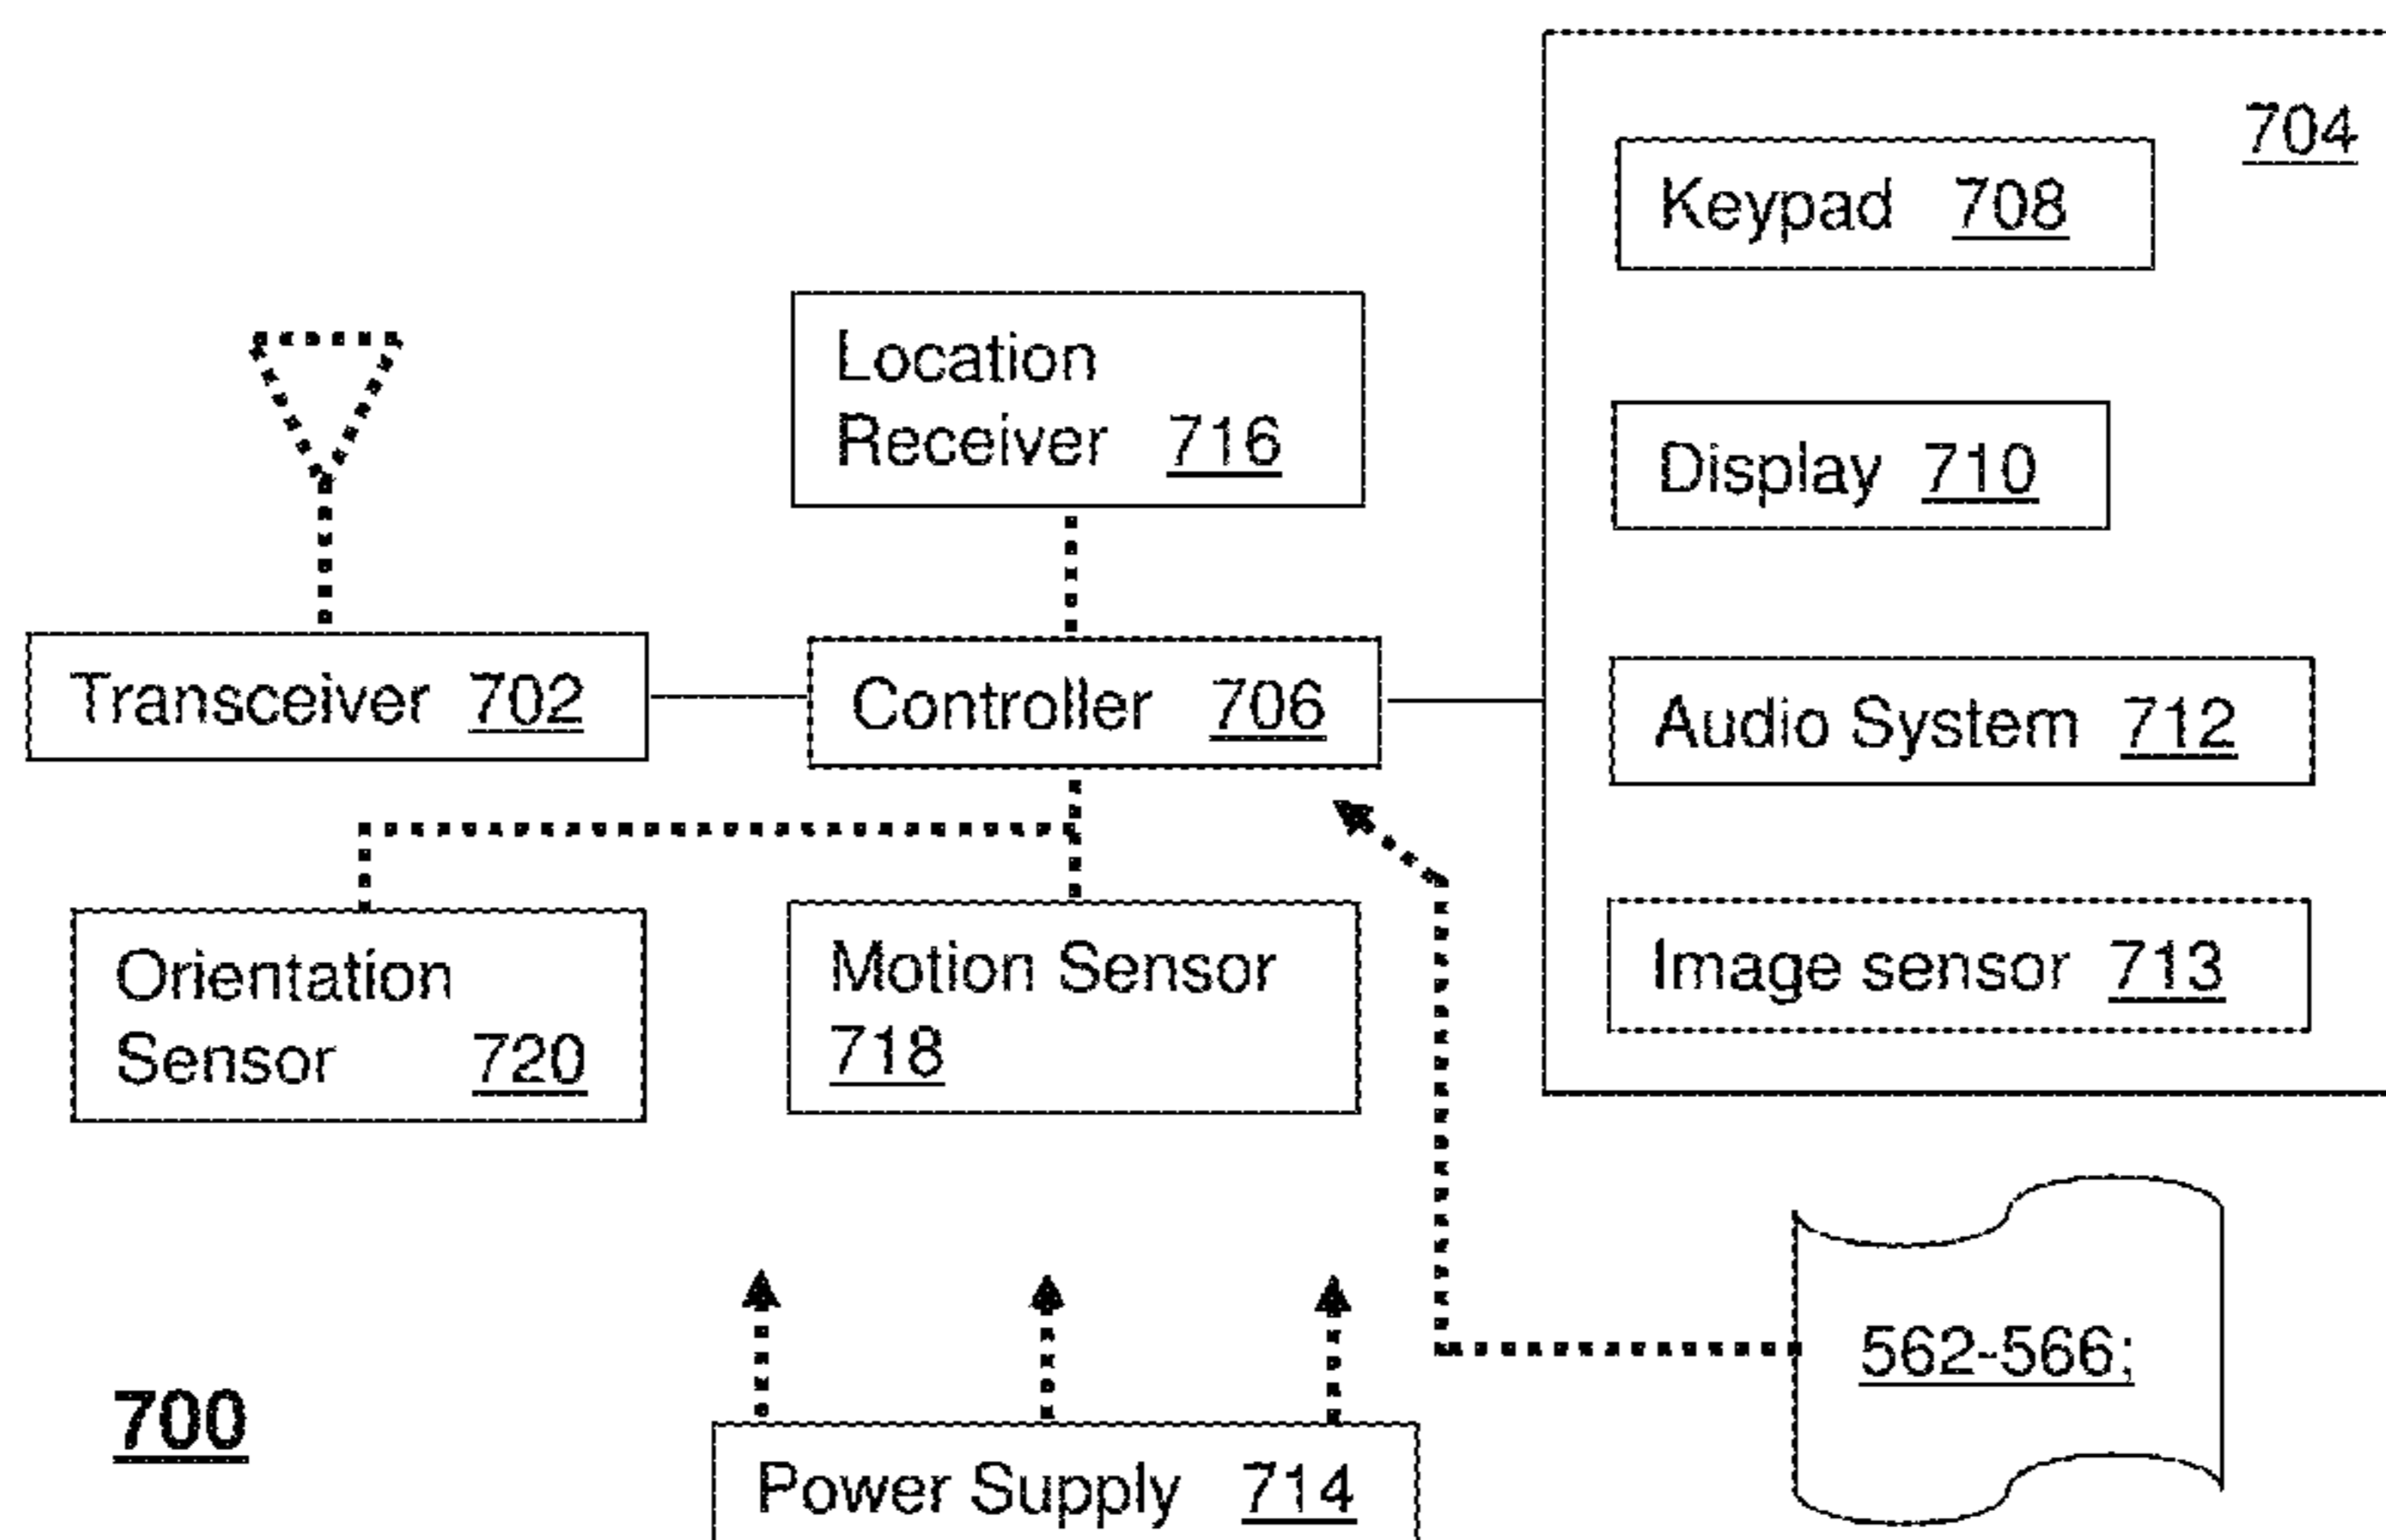 704
Keypad 708
Location
Receiver 716
Display 710
Transceiver 702
Controller 706
Audio System 712
Orientation
Sensor 720
Motion Sensor
718
Image sensor 713
562-566;
700
Power Supply 714